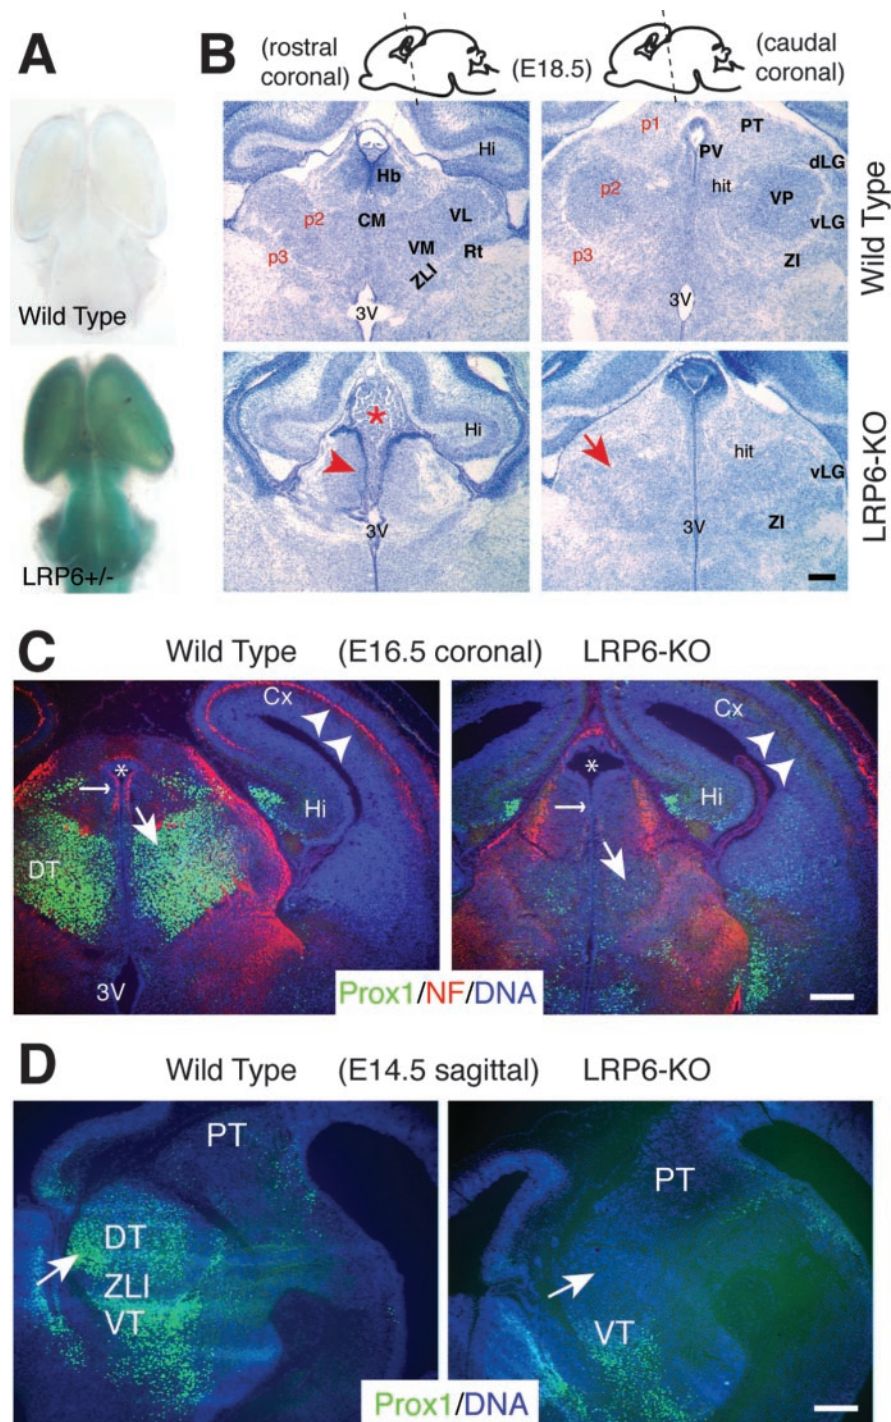 A
B
(rostral coronal)
(E18.5)
(caudal coronal)
Wild Type
LRP6+/-
Hi
Hb
p2
CM
VL
p3
VM
Rt
ZLI
3V
p1
PT
PV
dLG
p2
hit
VP
vLG
p3
ZI
3V
Wild Type
*
Hi
3V
hit
vLG
3V
ZI
LRP6-KO
C
Wild Type (E16.5 coronal) LRP6-KO
Cx
*
Hi
DT
3V
Cx
*
Hi
Prox1/NF/DNA
D
Wild Type (E14.5 sagittal) LRP6-KO
PT
DT
ZLI
VT
PT
VT
Prox1/DNA